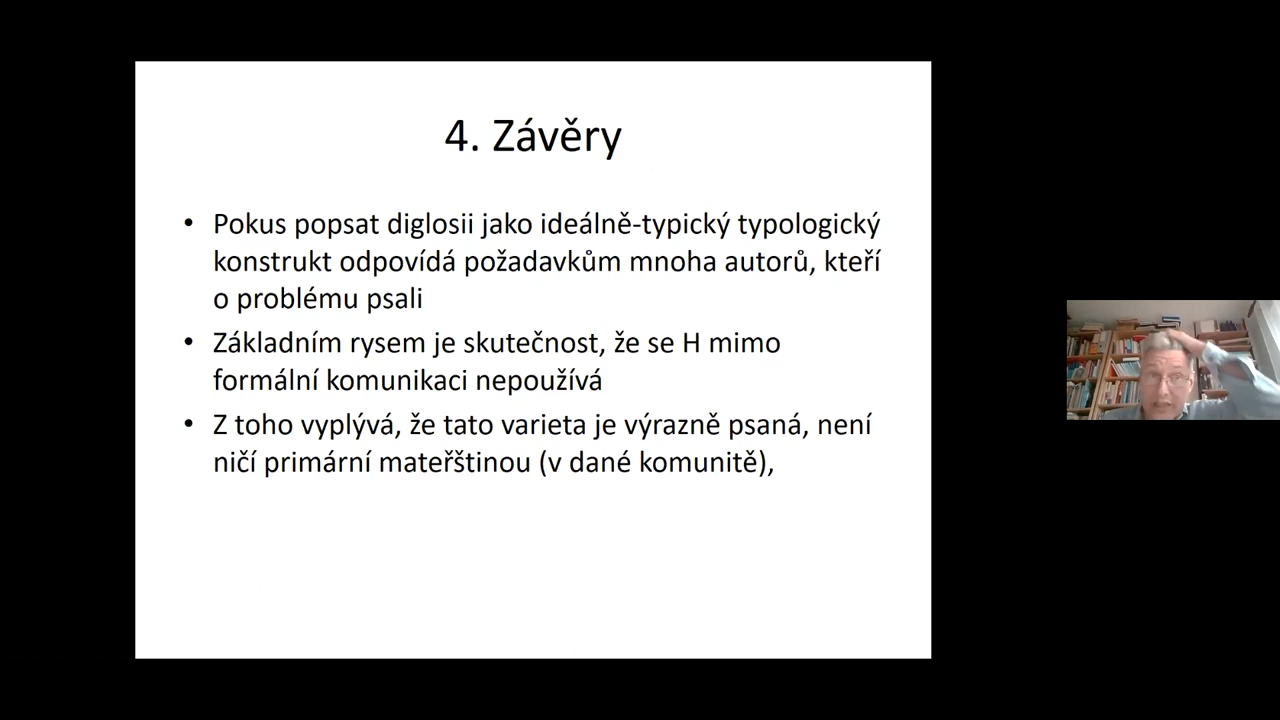 4. Závěry
• Pokus popsat diglosii jako ideálně-typický typologický
konstrukt odpovídá požadavkům mnoha autorů, kteří
o problému psali
• Základním rysem je skutečnost, že se H mimo
formální komunikaci nepoužívá
• Z toho vyplývá, že tato varieta je výrazně psaná, není
ničí primární mateřštinou (v dané komunitě),